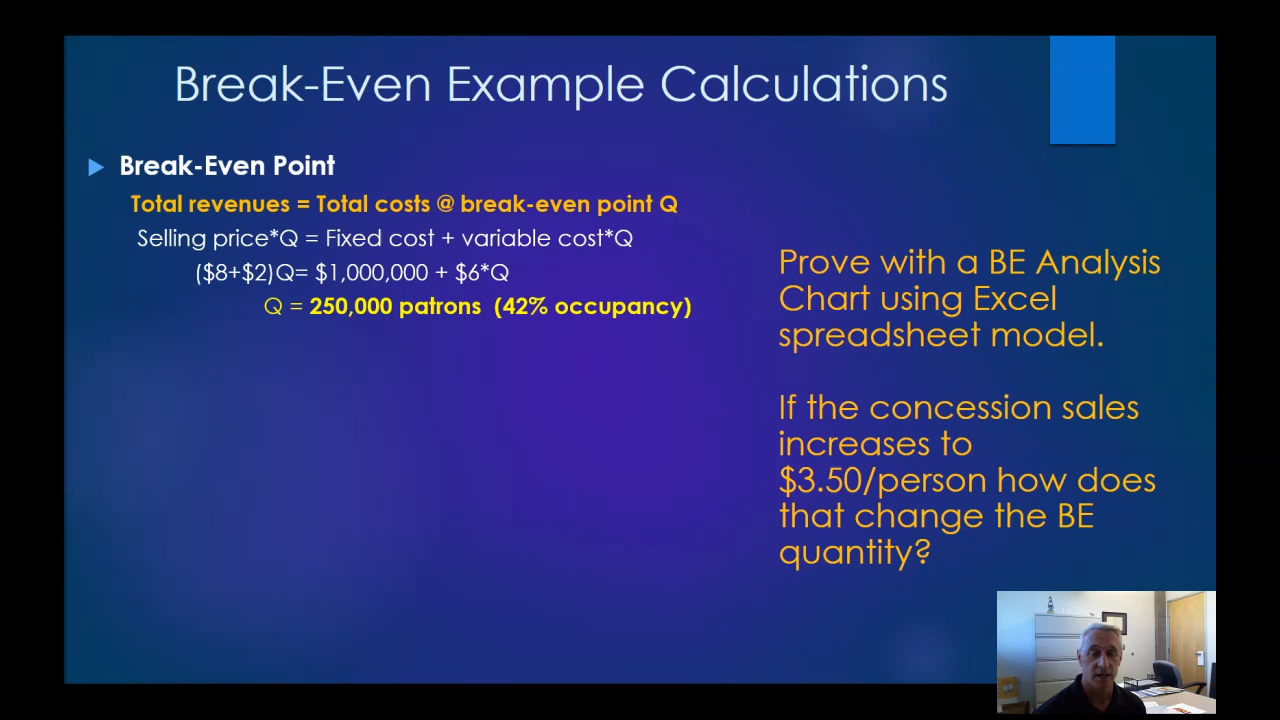 Break-Even Example Calculations
Break-Even Point
Total revenues = Total costs @ break-even point Q
Selling price*Q = Fixed cost + variable cost*Q
($8+$2)Q= $1,000,000 + $6*Q
Q = 250,000 patrons (42% occupancy)
Prove with a BE Analysis
Chart using Excel
spreadsheet model.
If the concession sales
increases to
$3.50/person how does
that change the BE
quantity?